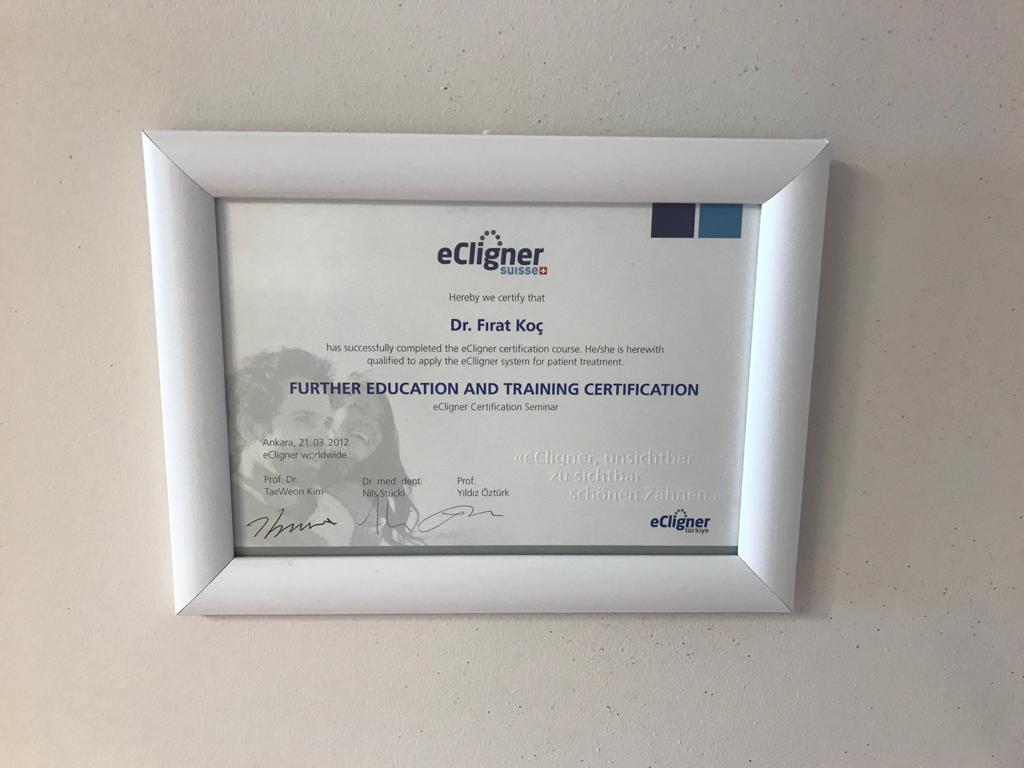 eCligner
suisse
Hereby we certify that
Dr. Fırat Koç
has successfully completed the eCligner certification course. He/she is herewith
qualified to apply the eClligner system for patient treatment.
FURTHER EDUCATION AND TRAINING CERTIFICATION
eCligner Certification Seminar
Ankara, 21.03.2012
eCligner worldwide
Prof. Dr.
TaeWeon Kim
Dr. med. dent.
Nils Stucki
Prof.
Yıldız Öztürk
«eCligner, unsichtbar
zu sichtbar
schönen Zähnen.»
eCligner
türkiye